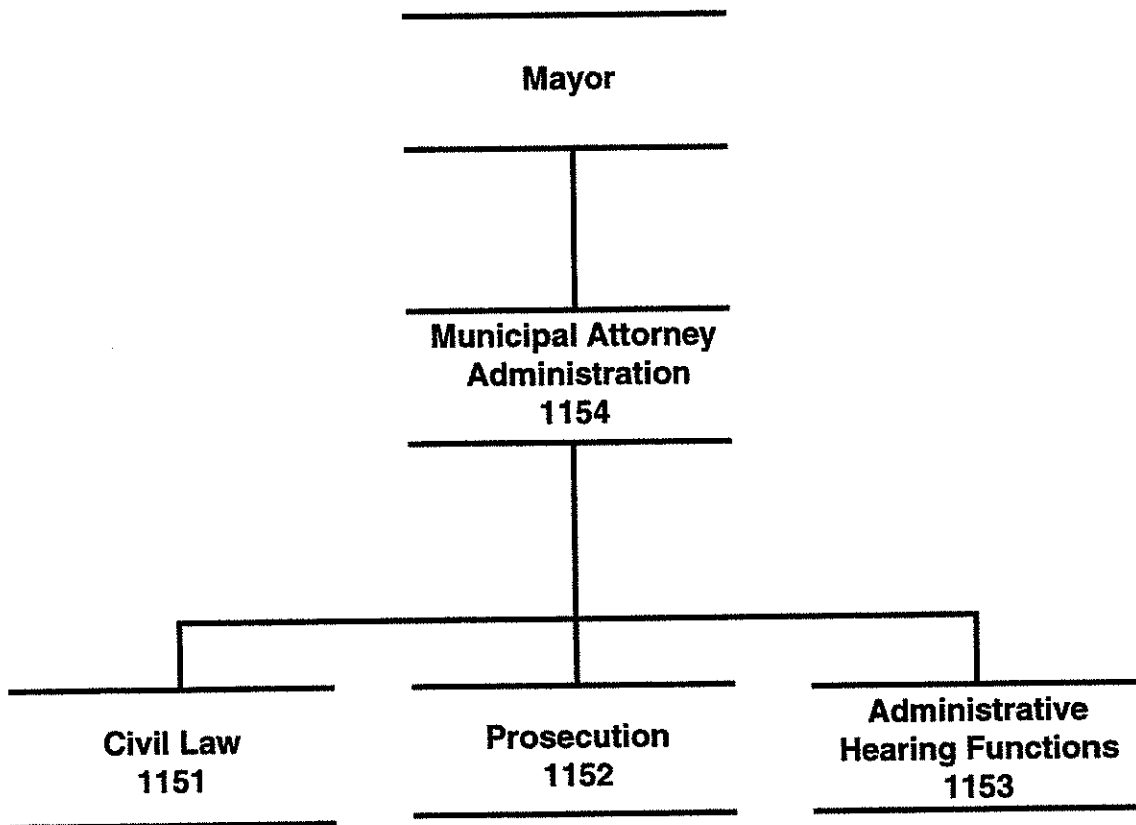 Mayor
Municipal Attorney
Administration
1154
Civil Law
1151
Prosecution
1152
Administrative
Hearing Functions
1153